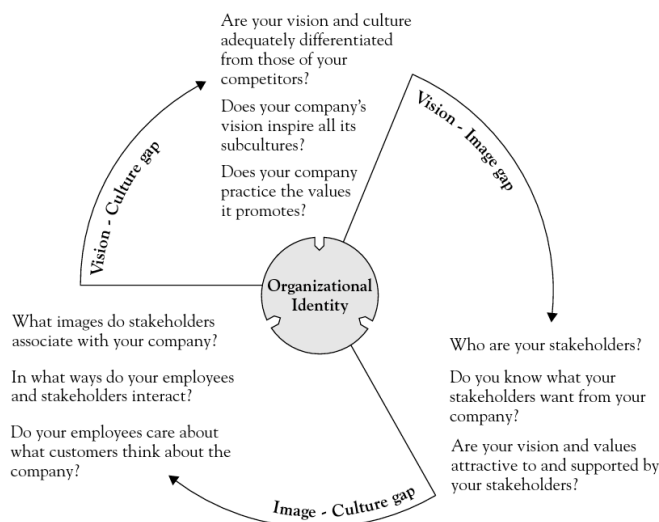 Are your vision and culture
adequately differentiated
from those of your
competitors?
Does your company's
vision inspire all its
subcultures?
Does your company
practice the values
it promotes?
Vision - Culture gap
Vision - Image gap
Organizational
Identity
What images do stakeholders
associate with your company?
In what ways do your employees
and stakeholders interact?
Do your employees care about
what customers think about the
company?
Who are your stakeholders?
Do you know what your
stakeholders want from your
company?
Are your vision and values
attractive to and supported by
your stakeholders?
Image - Culture gap